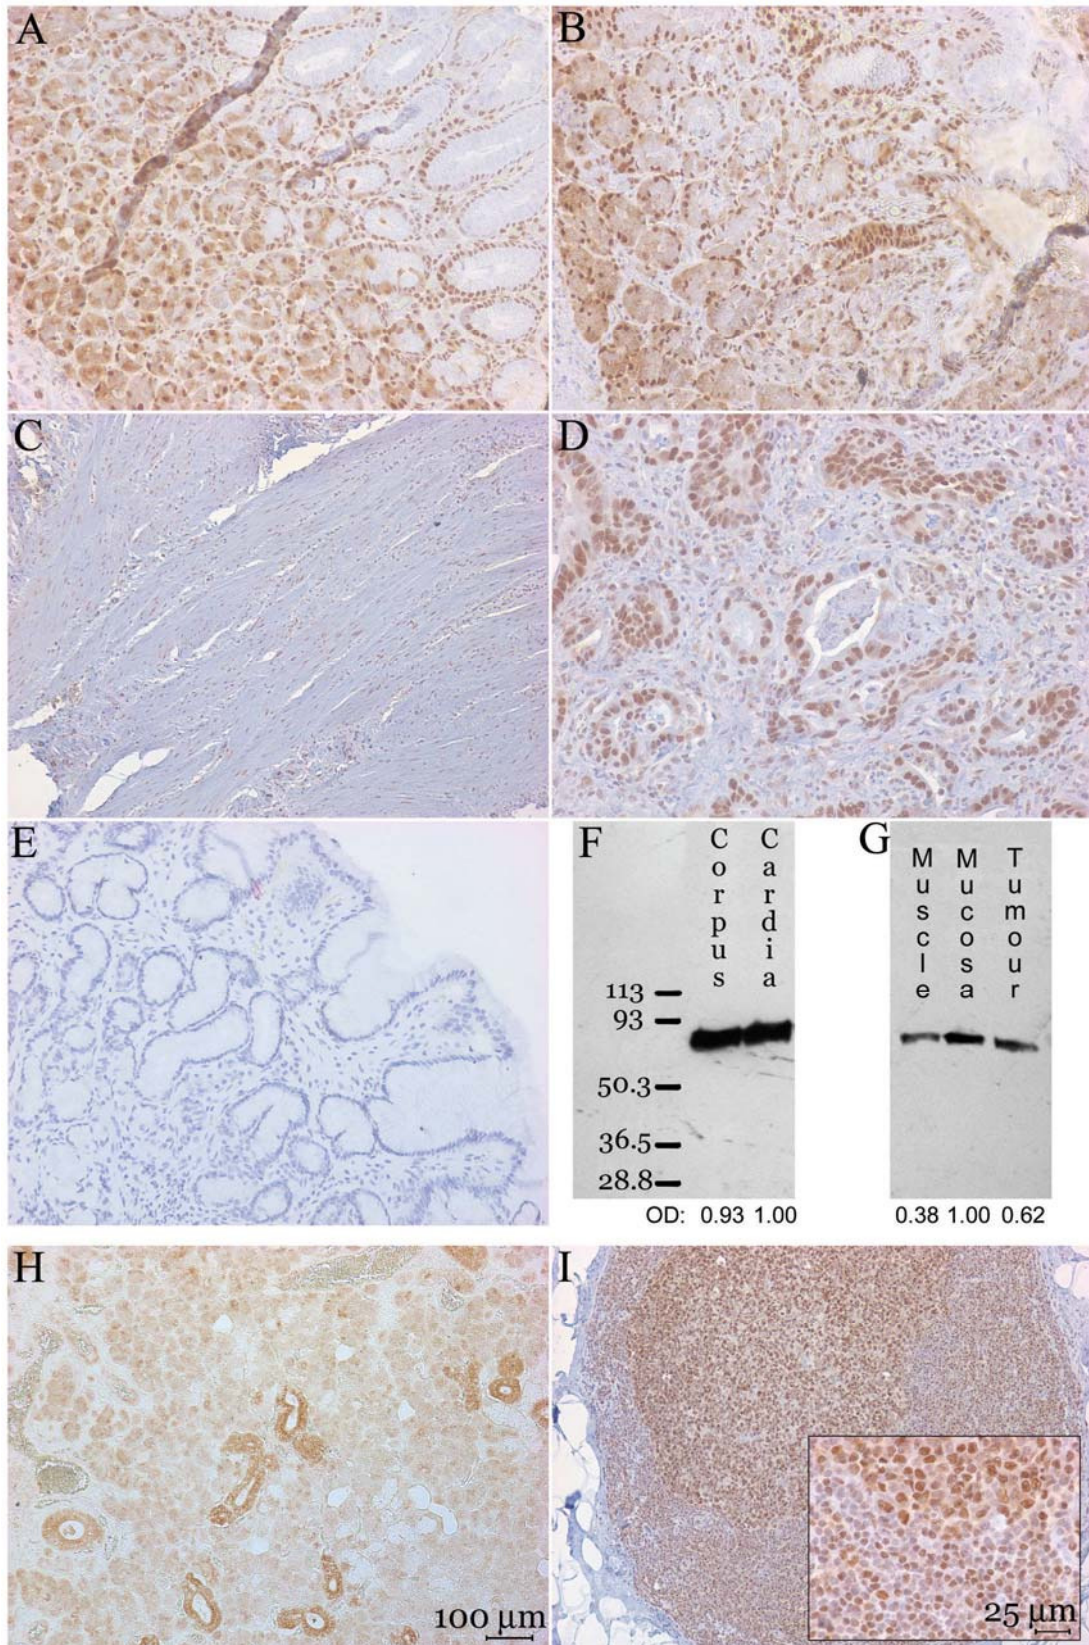 A
B
C
D
E
F
Corpus
Cardia
113
93
50.3
36.5
28.8
OD: 0.93 1.00
G
Muscle
Mucosa
Tumour
0.38 1.00 0.62
H
100 µm
I
25 µm